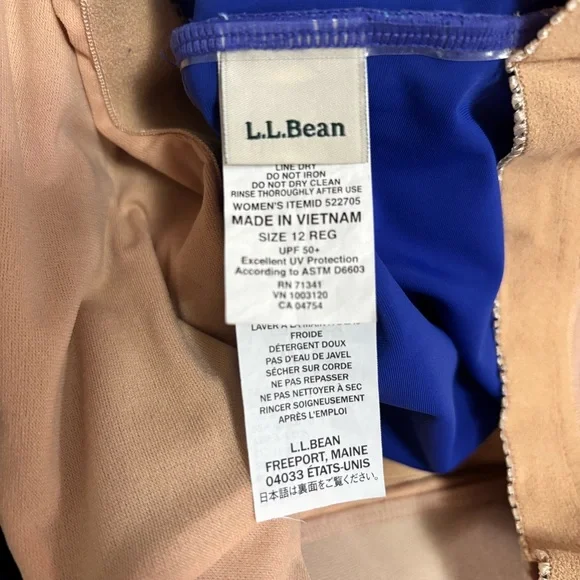 L.L.Bean
LINE DRY
DO NOT IRON
DO NOT DRY CLEAN
RINSE THOROUGHLY AFTER USE
WOMEN'S ITEMID 522705
MADE IN VIETNAM
SIZE 12 REG
UPF 50+
Excellent UV Protection
According to ASTM D6603
RN 71341
VN 1003120
CA 04754
LAVER À LA MAIN
FROIDE
DÉTERGENT DOUX
PAS D'EAU DE JAVEL
SÉCHER SUR CORDE
NE PAS REPASSER
NE PAS NETTOYER À SEC
RINCER SOIGNEUSEMENT
APRÈS L'EMPLOI
L.L.BEAN
FREEPORT, MAINE
04033 ÉTATS-UNIS
日本語は裏面をご覧ください。